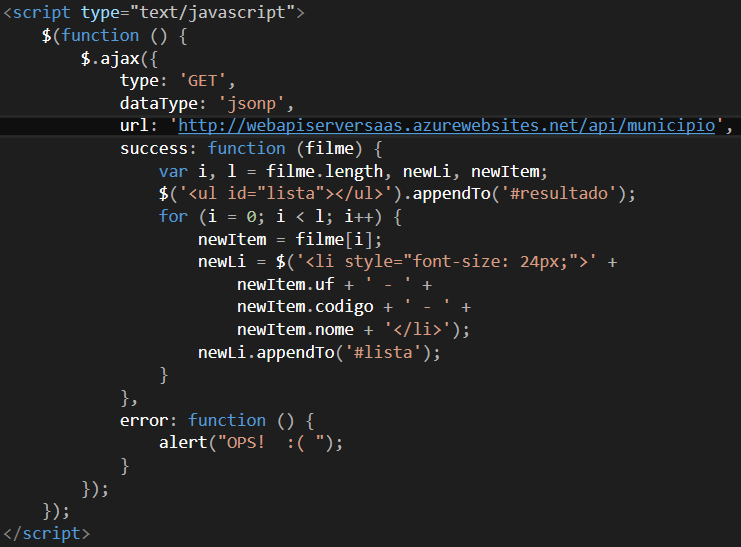 <script type="text/javascript">
    $(function () {
        $.ajax({
            type: 'GET',
            dataType: 'jsonp',
            url: 'http://webapiserversaas.azurewebsites.net/api/municipio',
            success: function (filme) {
                var i, l = filme.length, newLi, newItem;
                $('<ul id="lista"></ul>').appendTo('#resultado');
                for (i = 0; i < l; i++) {
                    newItem = filme[i];
                    newLi = $('<li style="font-size: 24px;">' +
                        newItem.uf + ' - ' +
                        newItem.codigo + ' - ' +
                        newItem.nome + '</li>');
                    newLi.appendTo('#lista');
                }
            },
            error: function () {
                alert("OPS!  :( ");
            }
        });
    });
</script>